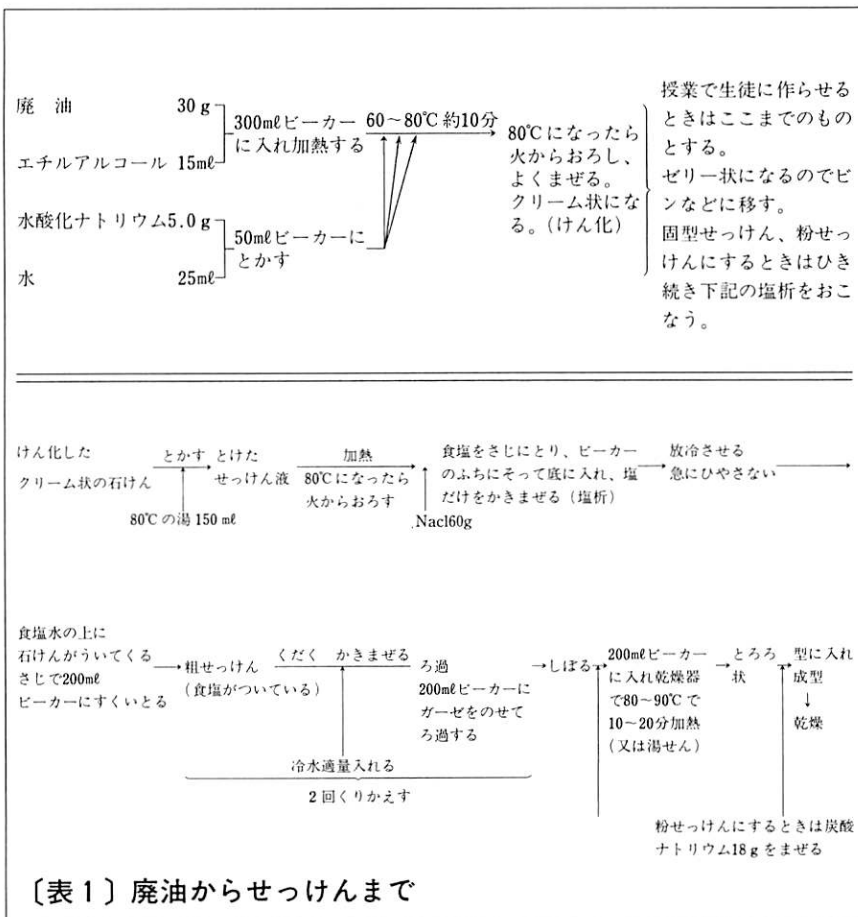 廃　油　30ｇ
エチルアルコール　15mℓ
300mℓビーカー
に入れ加熱する
60～80℃ 約10分
水酸化ナトリウム5.0ｇ
水　25mℓ
50mℓビーカーに
とかす
80℃になったら
火からおろし、
よくまぜる。
クリーム状にな
る。(けん化)
授業で生徒に作らせる
ときはここまでのもの
とする。
ゼリー状になるのでビ
ンなどに移す。
固型せっけん、粉せっ
けんにするときはひき
続き下記の塩析をおこ
なう。
けん化した
クリーム状の石けん
とかす
80℃の湯150 mℓ
とけた
せっけん液
加熱
80℃になったら
火からおろす
Nacl60g
食塩をさじにとり、ビーカー
のふちにそって底に入れ、塩
だけをかきまぜる（塩析）
放冷させる
急にひやさない
食塩水の上に
石けんがういてくる
さじで200mℓ
ビーカーにすくいとる
粗せっけん
（食塩がついている）
くだく　かきまぜる
冷水適量入れる
ろ過
200mℓビーカーに
ガーゼをのせて
ろ過する
2回くりかえす
しぼる
200mℓビーカー
に入れ乾燥器
で80～90℃で
10～20分加熱
（又は湯せん）
とろろ
状
型に入れ
成型
乾燥
粉せっけんにするときは炭酸
ナトリウム18ｇをまぜる
〔表１〕廃油からせっけんまで